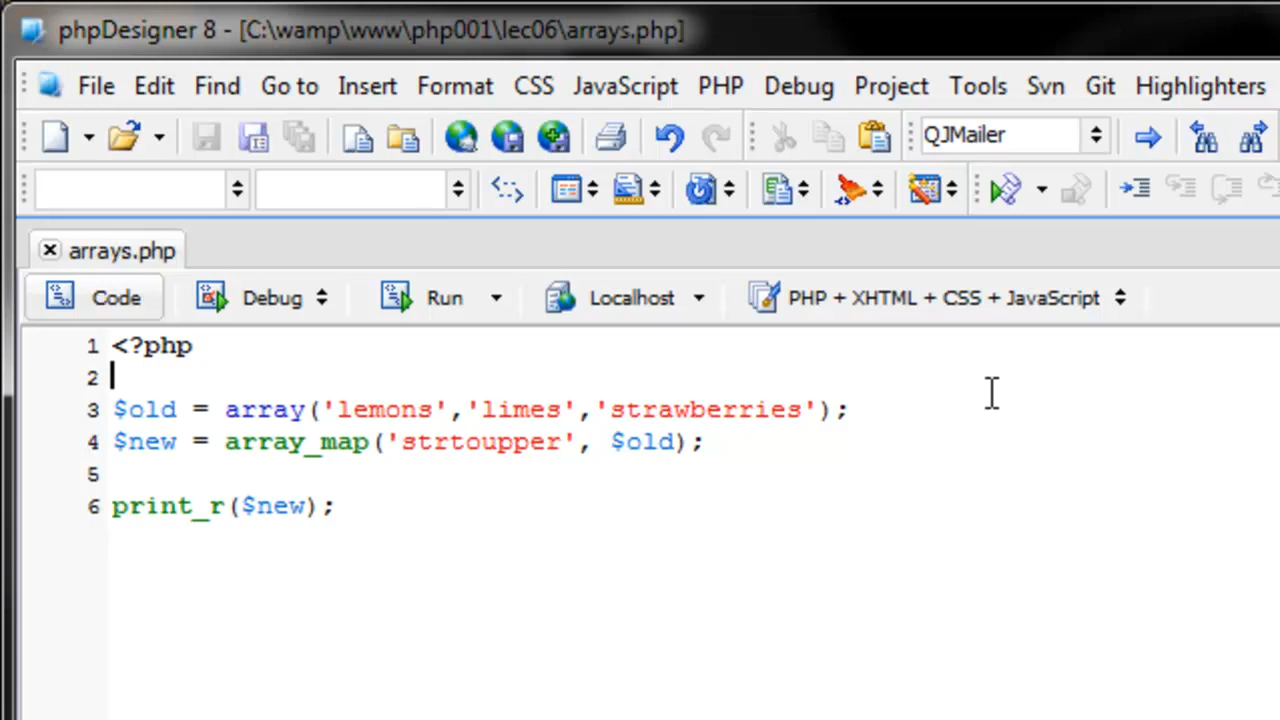 phpDesigner 8 - [C:\wamp\www\php001\lec06\arrays.php]
File Edit Find Go to Insert Format CSS JavaScript PHP Debug Project Tools Svn Git Highlighters
QJMailer
arrays.php
Code Debug Run Localhost PHP + XHTML + CSS + JavaScript
1 <?php
2
3 $old = array('lemons','limes','strawberries');
4 $new = array_map('strtoupper', $old);
5
6 print_r($new);